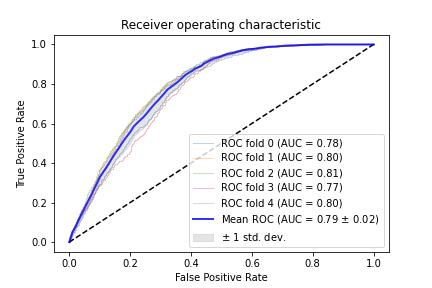 Receiver operating characteristic
True Positive Rate
1.0
0.8
0.6
0.4
0.2
0.0
ROC fold 0 (AUC = 0.78)
ROC fold 1 (AUC = 0.80)
ROC fold 2 (AUC = 0.81)
ROC fold 3 (AUC = 0.77)
ROC fold 4 (AUC = 0.80)
Mean ROC (AUC = 0.79 ± 0.02)
± 1 std. dev.
0.0 0.2 0.4 0.6 0.8 1.0
False Positive Rate